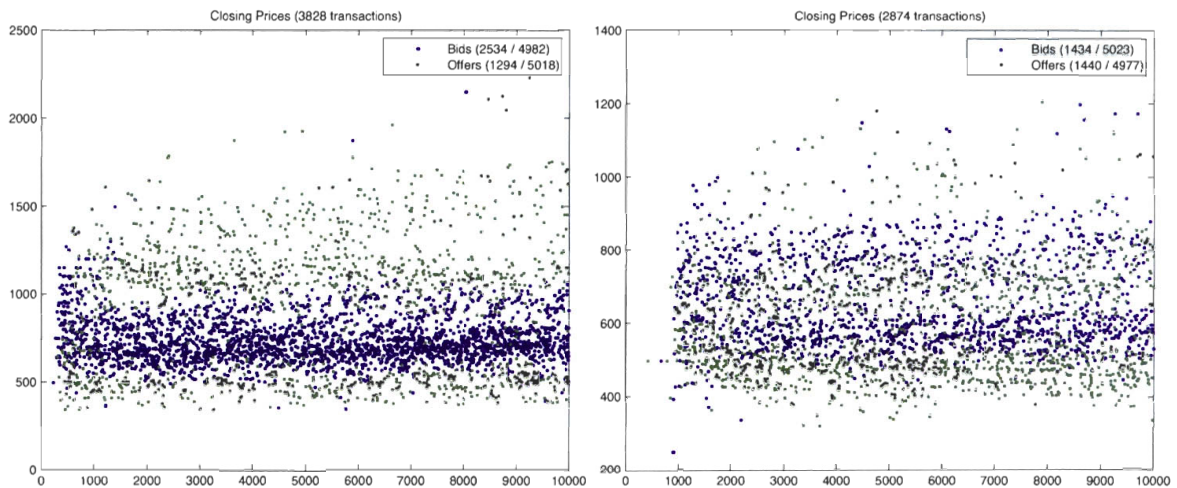 Closing Prices (3828 transactions)
2500
2000
1500
1000
500
0
Bids (2534 / 4982)
Offers (1294 / 5018)
0 1000 2000 3000 4000 5000 6000 7000 8000 9000 10000
Closing Prices (2874 transactions)
1400
1200
1000
800
600
400
200
Bids (1434 / 5023)
Offers (1440 / 4977)
0 1000 2000 3000 4000 5000 6000 7000 8000 9000 10000